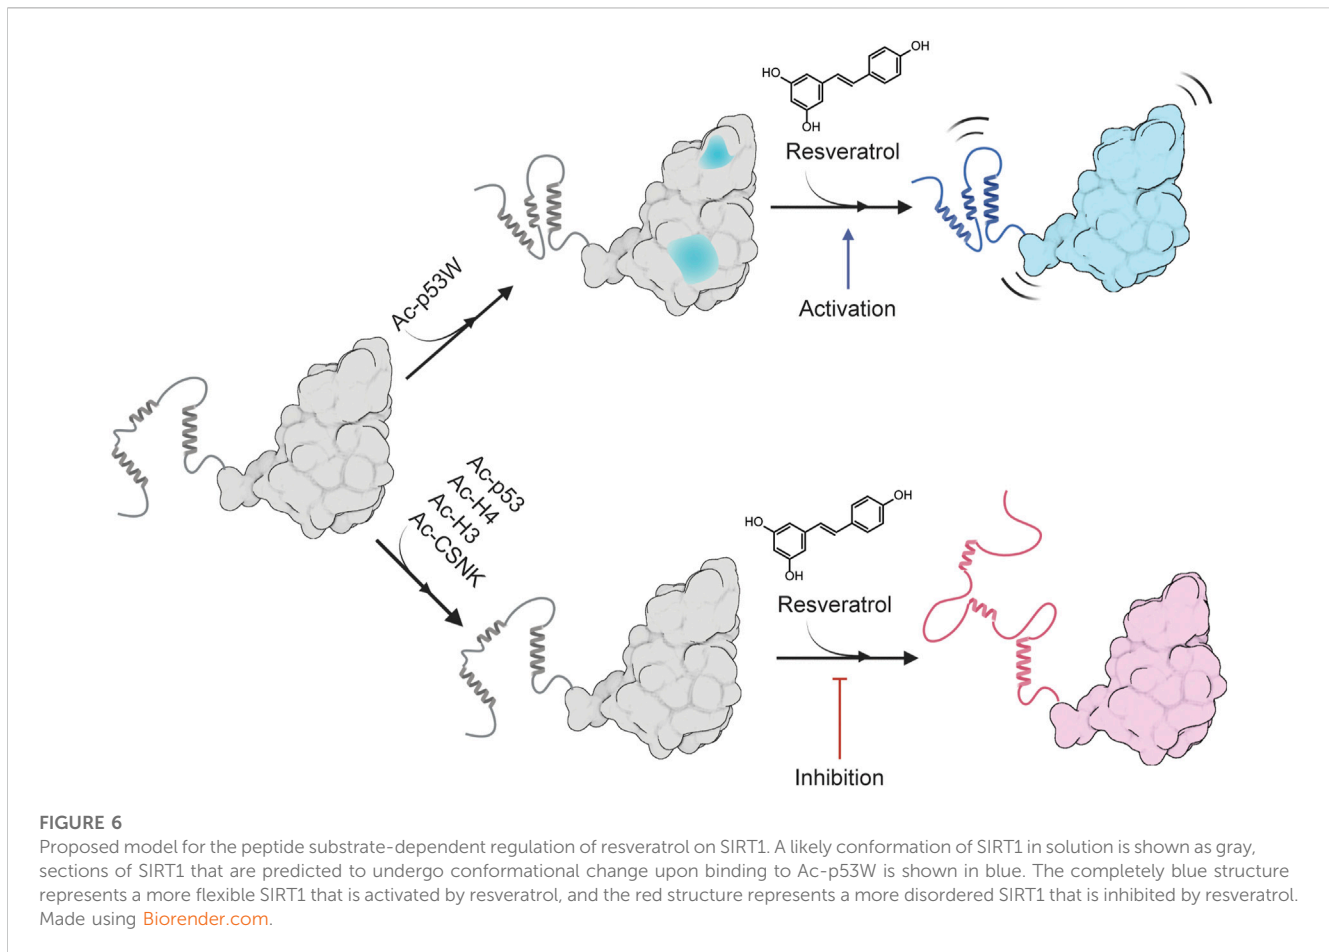 OH
HO
OH
Resveratrol
Activation
Ac-p53W
Ac-p53
Ac-H4
Ac-H3
Ac-CSNK
OH
HO
OH
Resveratrol
Inhibition
FIGURE 6
Proposed model for the peptide substrate-dependent regulation of resveratrol on SIRT1. A likely conformation of SIRT1 in solution is shown as gray,
sections of SIRT1 that are predicted to undergo conformational change upon binding to Ac-p53W is shown in blue. The completely blue structure
represents a more flexible SIRT1 that is activated by resveratrol, and the red structure represents a more disordered SIRT1 that is inhibited by resveratrol.
Made using Biorender.com.